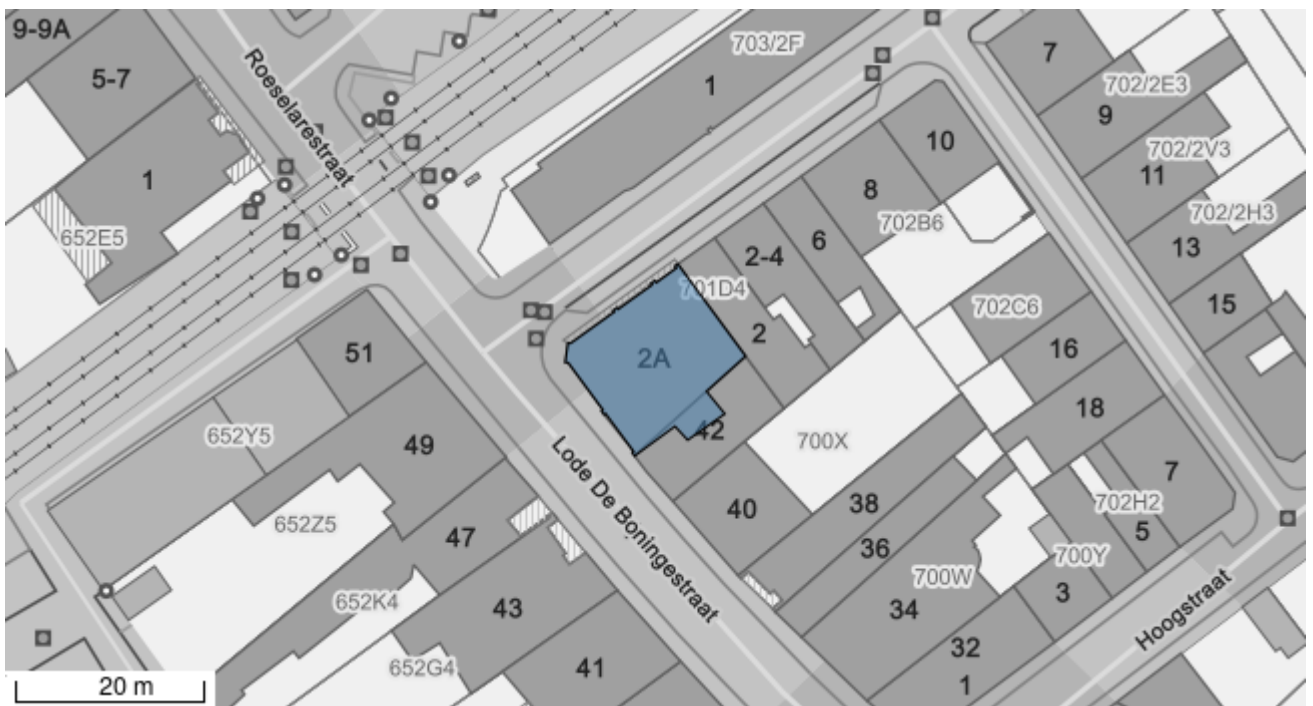 9-9A
5-7
Roeselarestraat
703/2F
1
7
702/2E3
9
10
702/2V3
11
1
8
702B6
702/2H3
652E5
2-4
6
13
701D4
702C6
15
51
2A
2
16
18
652Y5
49
42
700X
7
Lode De Boningestraat
40
38
702H2
652Z5
47
36
5
700Y
700W
652K4
43
34
3
Hoogstraat
32
652G4
41
1
20 m